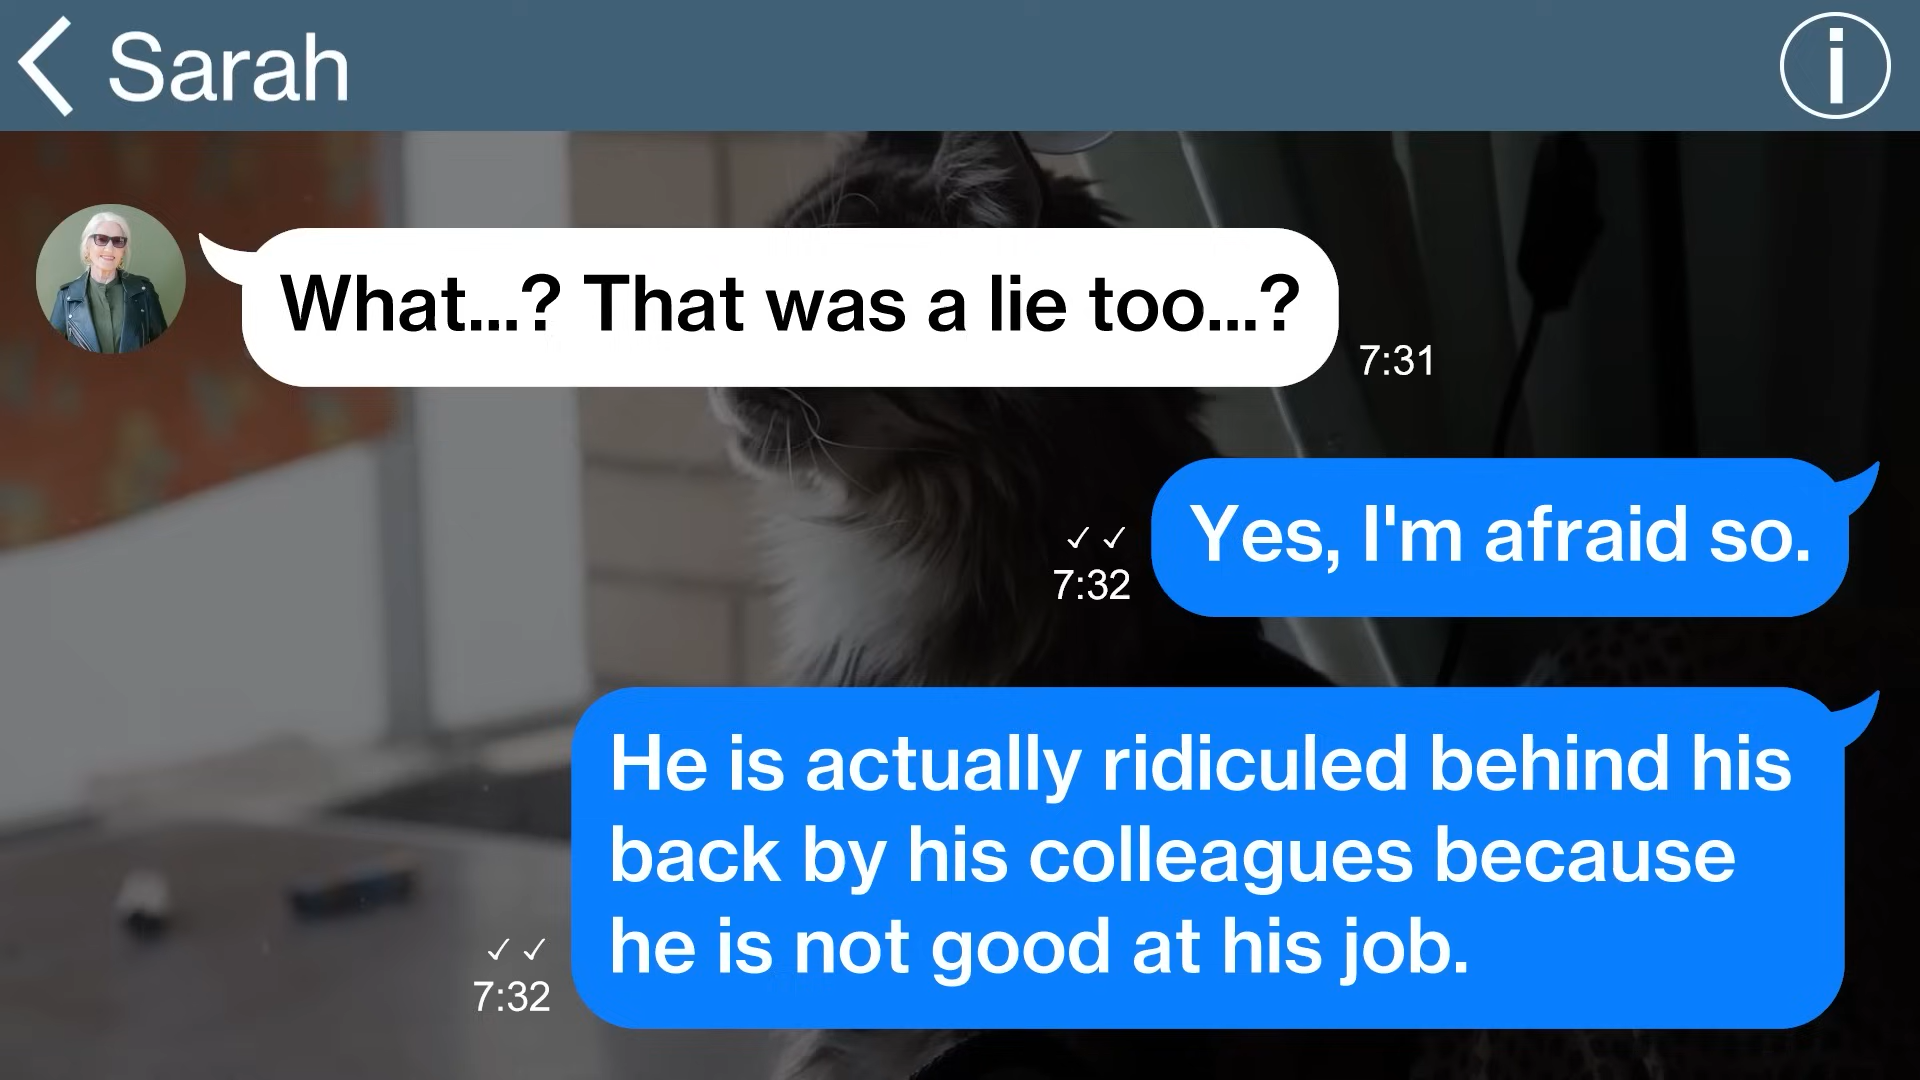 Sarah
What...? That was a lie too...?
7:31
Yes, I'm afraid so.
7:32
He is actually ridiculed behind his
back by his colleagues because
he is not good at his job.
7:32